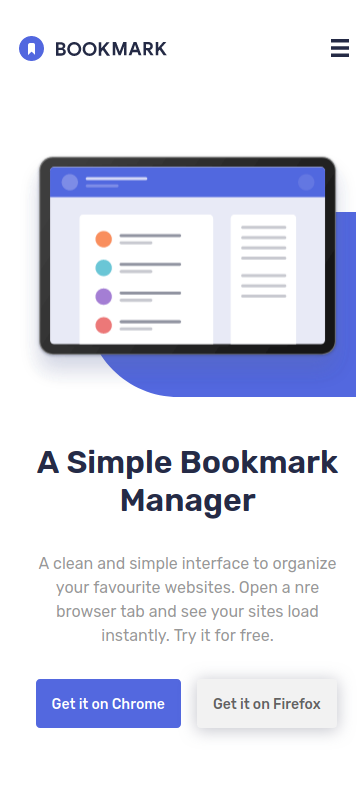 BOOKMARK
A Simple Bookmark
Manager
A clean and simple interface to organize
your favourite websites. Open a nre
browser tab and see your sites load
instantly. Try it for free.
Get it on Chrome
Get it on Firefox